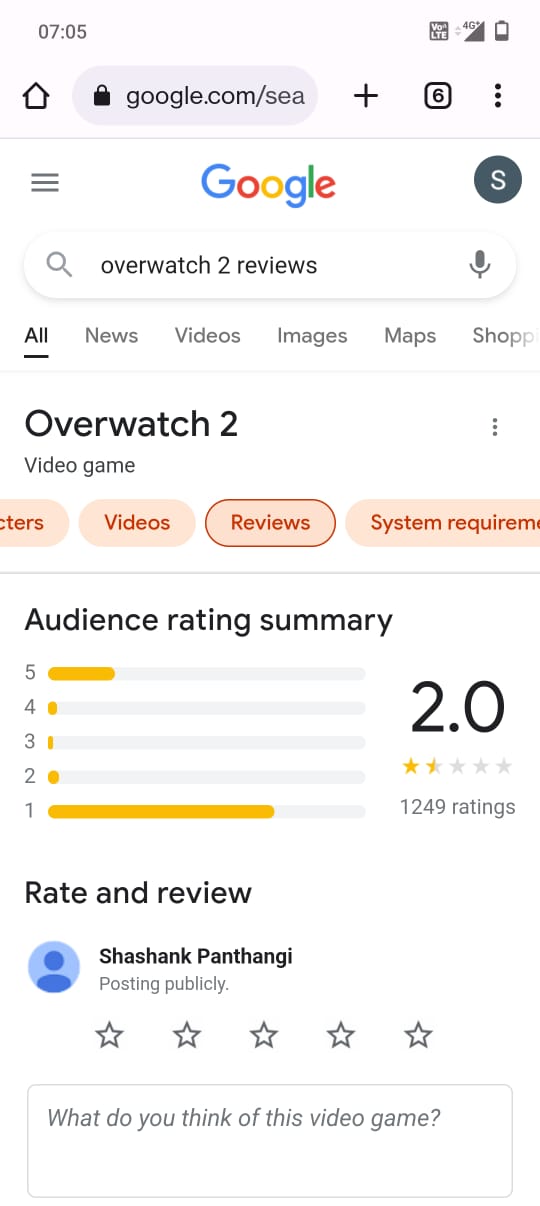 07:05
VoA LTE 4G+
google.com/sea
6
Google
S
overwatch 2 reviews
All News Videos Images Maps Shoppi
Overwatch 2
Video game
cters Videos Reviews System requireme
Audience rating summary
5
4
3
2
1
2.0
1249 ratings
Rate and review
Shashank Panthangi
Posting publicly.
What do you think of this video game?